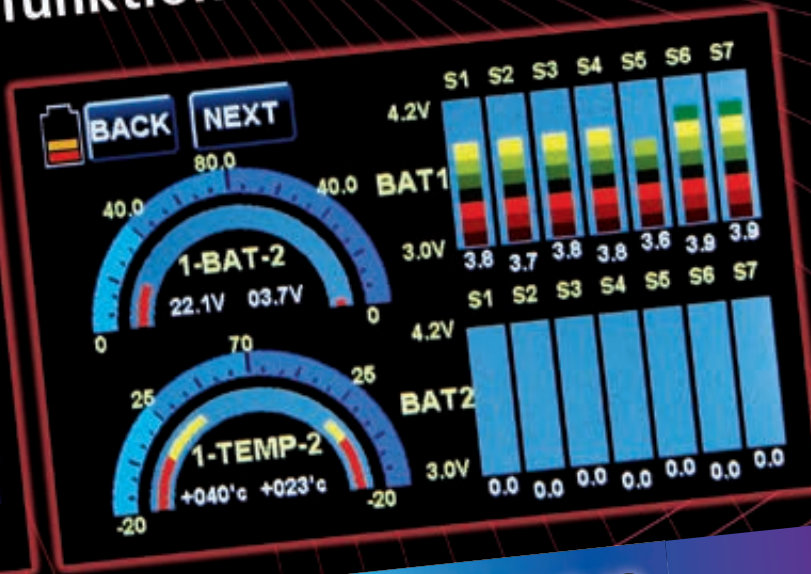 funktion
BACK NEXT
80.0
40.0 40.0
1-BAT-2
22.1V 03.7V
0 0
70
25 25
1-TEMP-2
+040'c +023'c
-20 -20
S1 S2 S3 S4 S5 S6 S7
4.2V
BAT1
3.0V
3.8 3.7 3.8 3.8 3.6 3.9 3.9
S1 S2 S3 S4 S5 S6 S7
4.2V
BAT2
3.0V
0.0 0.0 0.0 0.0 0.0 0.0 0.0